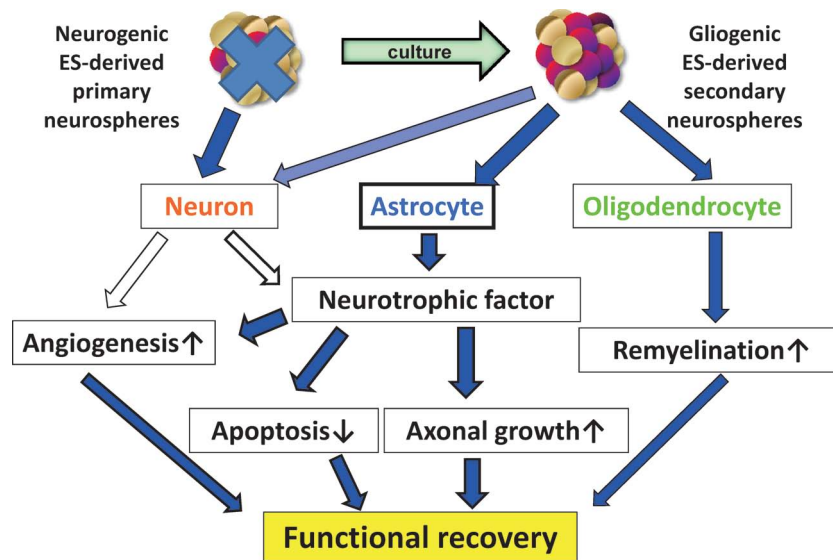 Neurogenic
ES-derived
primary
neurospheres
culture
Gliogenic
ES-derived
secondary
neurospheres
Neuron
Astrocyte
Oligodendrocyte
Neurotrophic factor
Angiogenesis↑
Remyelination↑
Apoptosis↓
Axonal growth↑
Functional recovery